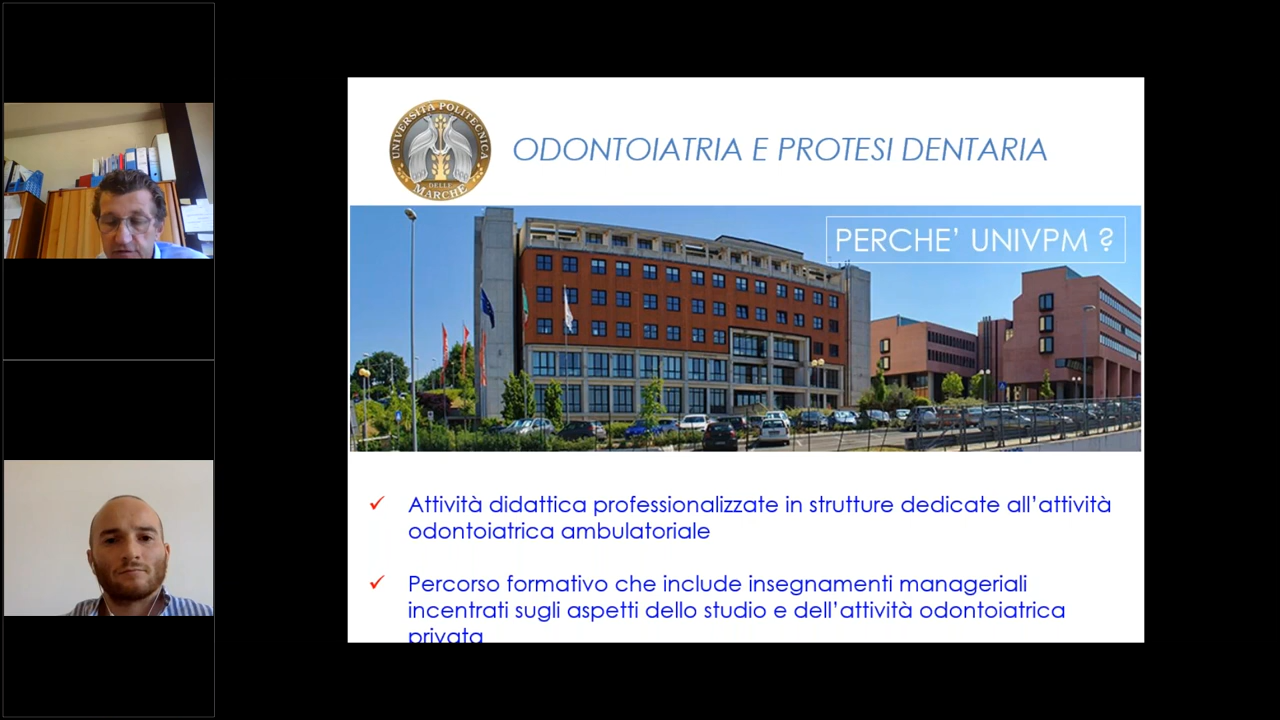 UNIVERSITÀ POLITECNICA
DELLE
MARCHE
ODONTOIATRIA E PROTESI DENTARIA
PERCHE' UNIVPM ?
✓ Attività didattica professionalizzate in strutture dedicate all'attività
odontoiatrica ambulatoriale
✓ Percorso formativo che include insegnamenti manageriali
incentrati sugli aspetti dello studio e dell'attività odontoiatrica
privata